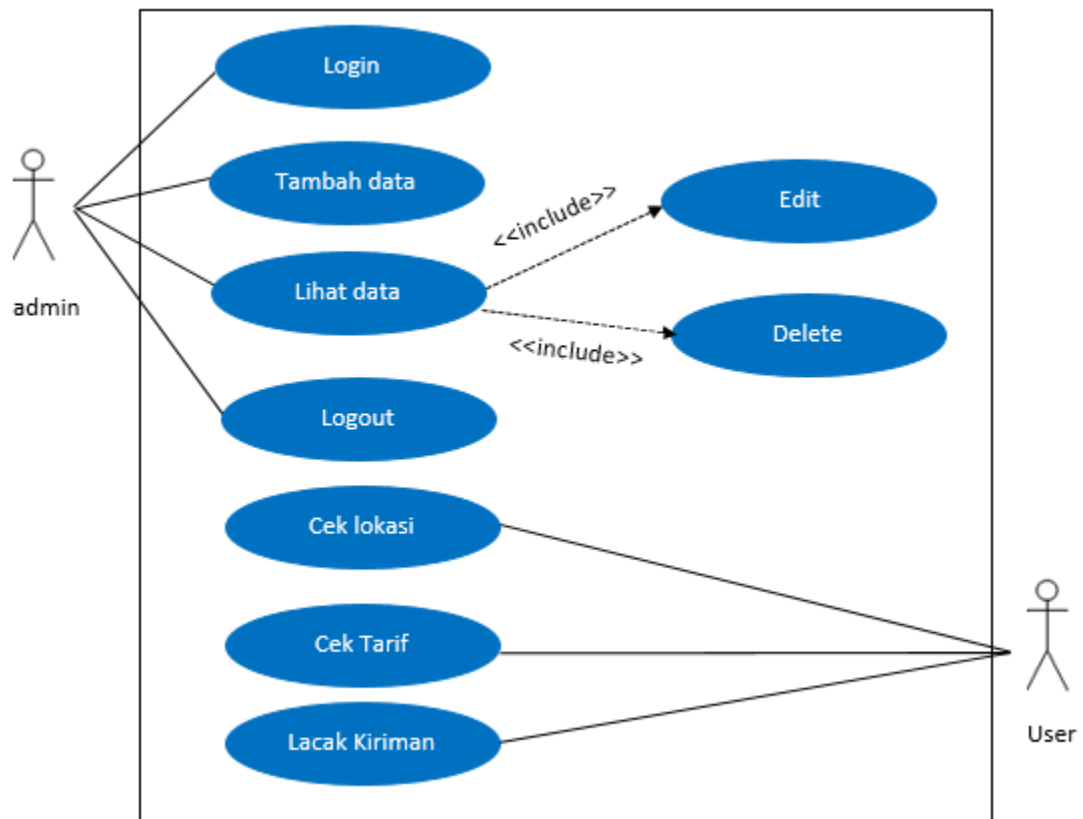 Login
Tambah data
<<include>>
Edit
Lihat data
admin
Delete
<<include>>
Logout
Cek lokasi
Cek Tarif
Lacak Kiriman
User